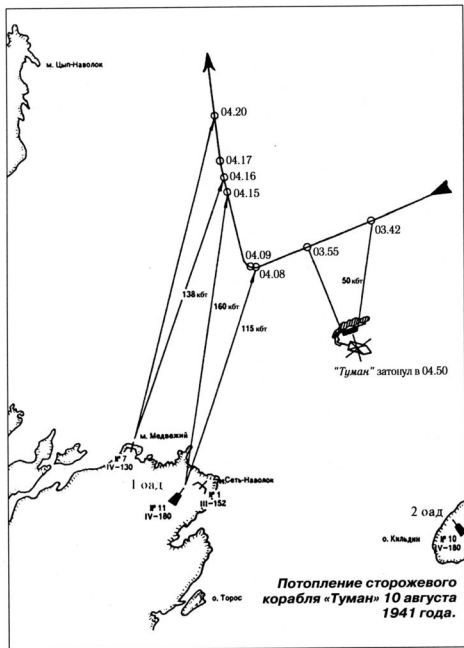 м. Цып-Наволок
04.20
04.17
04.16
04.15
04.09
04.08
03.55
03.42
138 кбт
160 кбт
115 кбт
50 кбт
"Туман" затонул в 04.50
м. Медвежий
№ 7
IV-130
1 оад
м. Сеть-Наволок
№ 1
III-152
№ 11
IV-180
2 оад
о. Кильдин
№ 10
IV-180
о. Торос
Потопление сторожевого
корабля «Туман» 10 августа
1941 года.